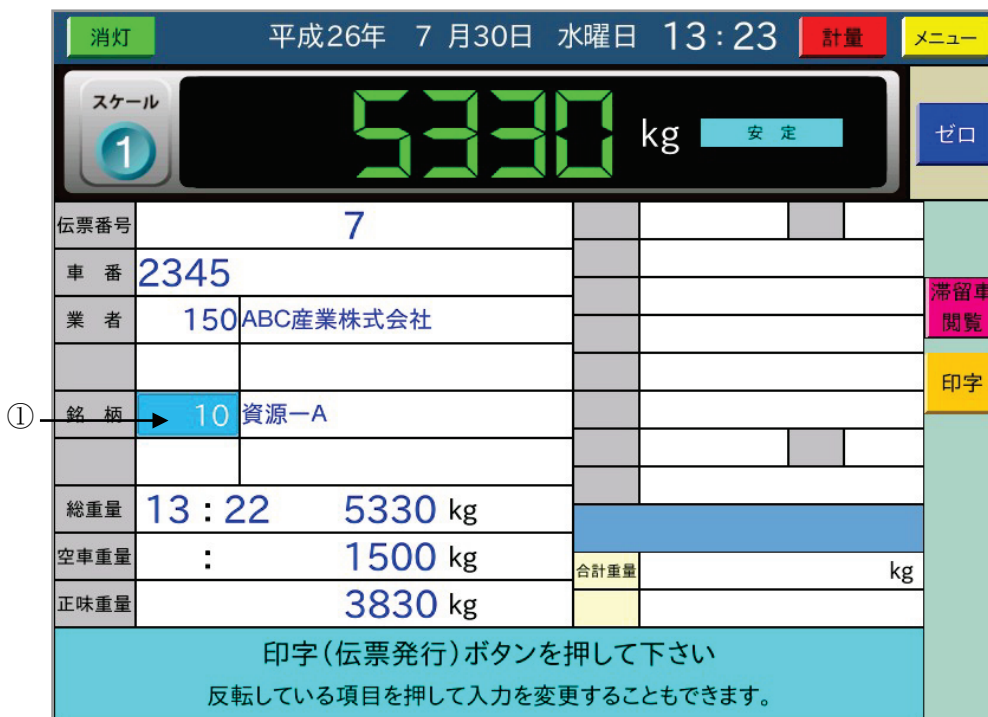 消灯 平成26年 7月30日 水曜日 13:23 計量 メニュー
スケール
1 5330 kg 安定 ゼロ
伝票番号 7
車番 2345
業者 150 ABC産業株式会社
滞留車
閲覧
① 銘柄 10 資源ーA
印字
総重量 13:22 5330 kg
空車重量 : 1500 kg
合計重量 kg
正味重量 3830 kg
印字(伝票発行)ボタンを押して下さい
反転している項目を押して入力を変更することもできます。